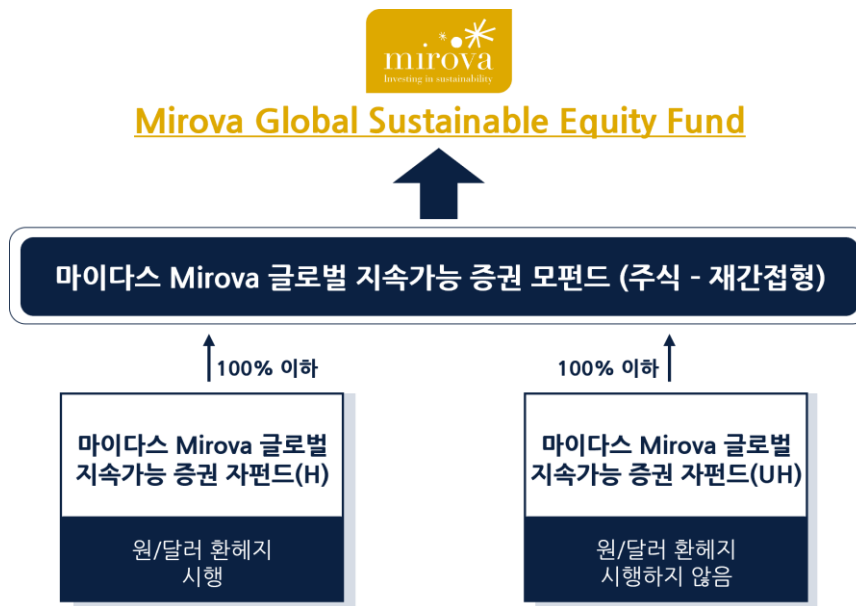 mirova
Investing in sustainability
Mirova Global Sustainable Equity Fund
마이다스 Mirova 글로벌 지속가능 증권 모펀드 (주식 - 재간접형)
100% 이하
100% 이하
마이다스 Mirova 글로벌
지속가능 증권 자펀드(H)
원/달러 환헤지
시행
마이다스 Mirova 글로벌
지속가능 증권 자펀드(UH)
원/달러 환헤지
시행하지 않음